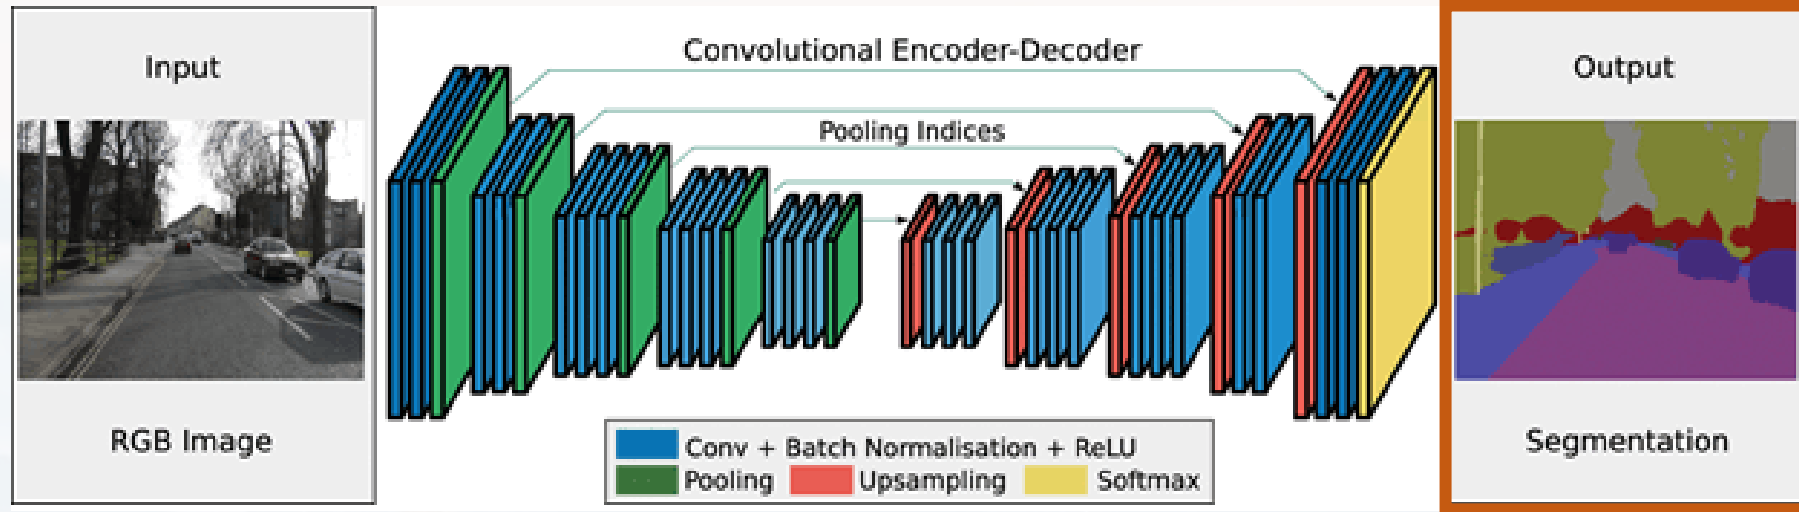 Input
RGB Image
Convolutional Encoder-Decoder
Pooling Indices
Conv + Batch Normalisation + ReLU
Pooling Upsampling Softmax
Output
Segmentation